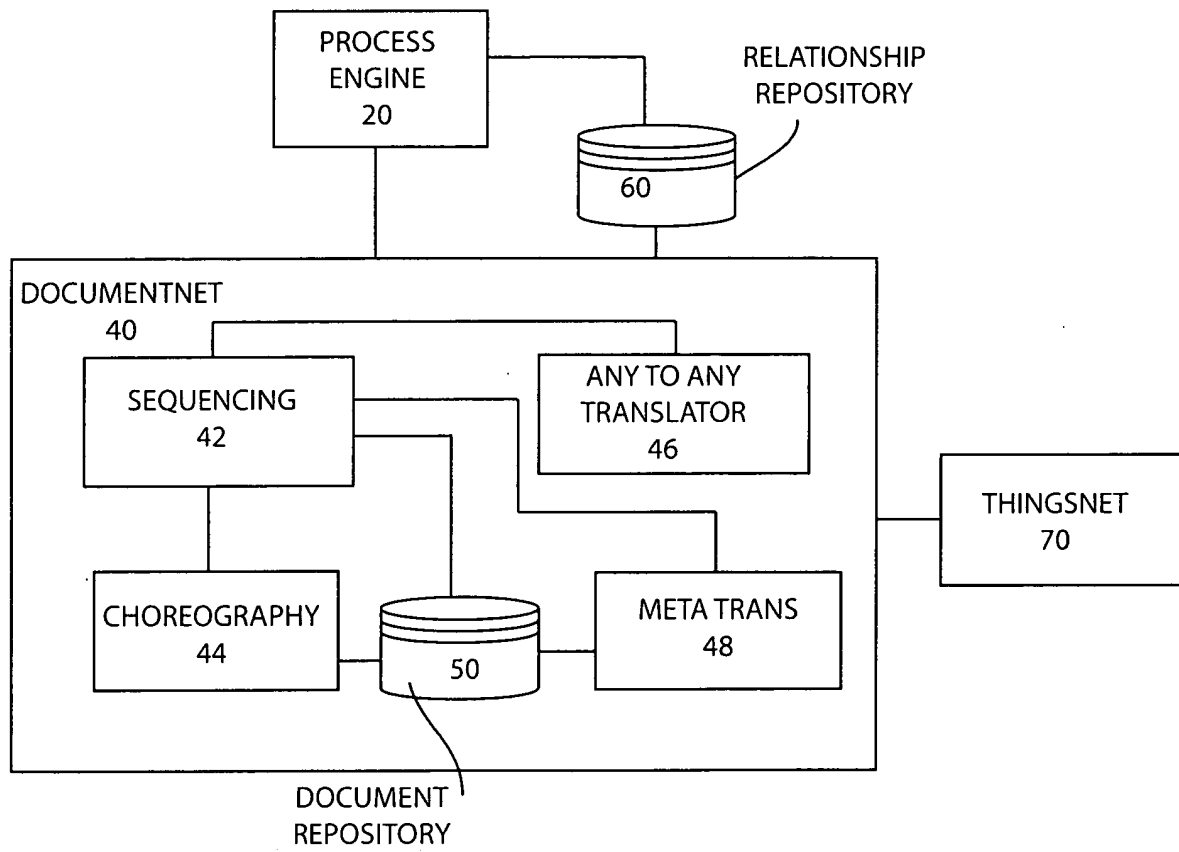 PROCESS
ENGINE
20
RELATIONSHIP
REPOSITORY
60
DOCUMENTNET
40
SEQUENCING
42
ANY TO ANY
TRANSLATOR
46
THINGSNET
70
CHOREOGRAPHY
44
50
META TRANS
48
DOCUMENT
REPOSITORY